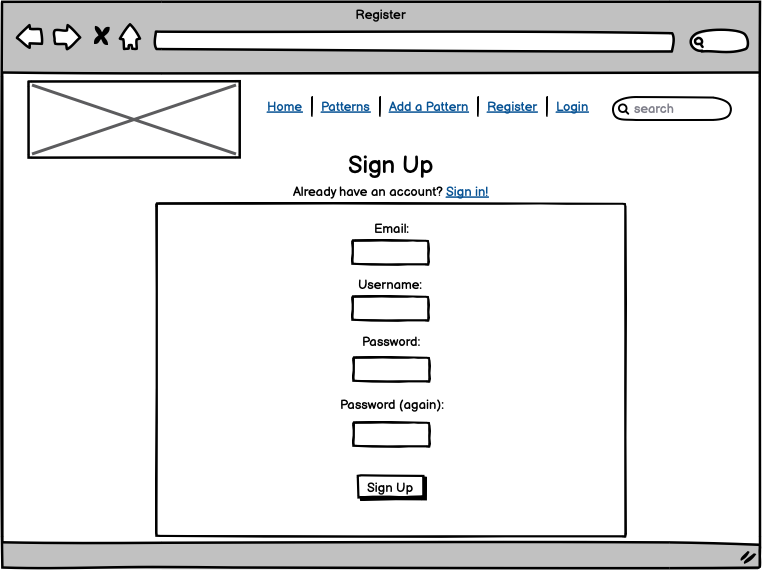 Register
Home Patterns Add a Pattern Register Login search
Sign Up
Already have an account? Sign in!
Email:
Username:
Password:
Password (again):
Sign Up